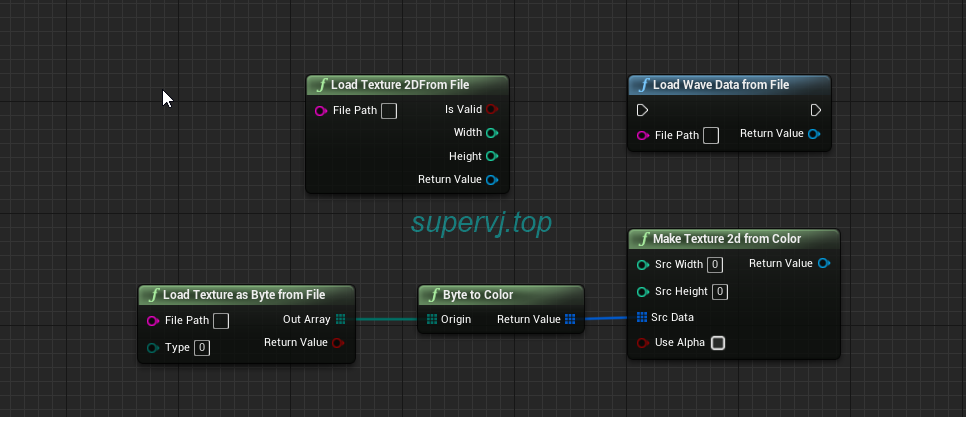 Load Texture 2DFrom File
File Path
Is Valid
Width
Height
Return Value
Load Wave Data from File
File Path
Return Value
supervj.top
Make Texture 2d from Color
Src Width 0
Return Value
Src Height 0
Src Data
Use Alpha
Load Texture as Byte from File
File Path
Out Array
Type 0
Return Value
Byte to Color
Origin
Return Value